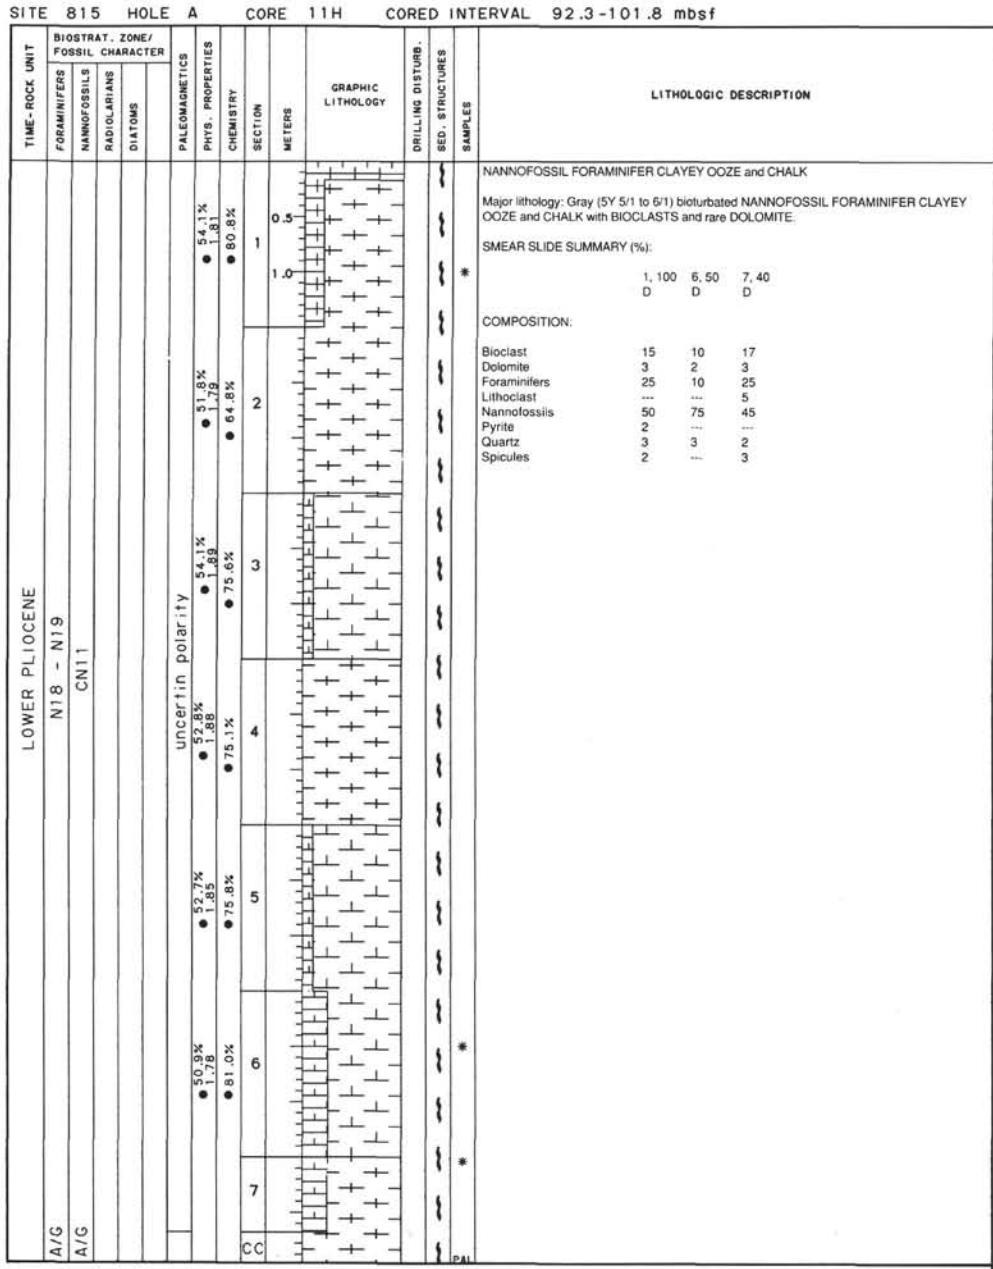 SITE 815 HOLE A CORE 11H CORED INTERVAL 92.3-101.8 mbsf
TIME-ROCK UNIT
BIOSTRAT. ZONE/
FOSSIL CHARACTER
FORAMINIFERS
NANNOFOSSILS
RADIOLARIANS
DIATOMS
PALEOMAGNETICS
PHYS. PROPERTIES
CHEMISTRY
SECTION
METERS
GRAPHIC
LITHOLOGY
DRILLING DISTURB.
SED. STRUCTURES
SAMPLES
LITHOLOGIC DESCRIPTION
LOWER PLIOCENE
N18 - N19
A/G
CN11
A/G
uncertin polarity
54.1%
1.81
80.8%
1
0.5
1.0
*
51.8%
1.79
64.8%
2
54.1%
1.89
75.6%
3
52.8%
1.88
75.1%
4
52.7%
1.85
75.8%
5
50.9%
1.78
81.0%
6
*
*
7
CC
PAL
NANNOFOSSIL FORAMINIFER CLAYEY OOZE and CHALK
Major lithology: Gray (5Y 5/1 to 6/1) bioturbated NANNOFOSSIL FORAMINIFER CLAYEY
OOZE and CHALK with BIOCLASTS and rare DOLOMITE.
SMEAR SLIDE SUMMARY (%):
1, 100 6, 50 7, 40
D D D
COMPOSITION:
Bioclast 15 10 17
Dolomite 3 2 3
Foraminifers 25 10 25
Lithoclast --- --- 5
Nannofossils 50 75 45
Pyrite 2 --- ---
Quartz 3 3 2
Spicules 2 --- 3